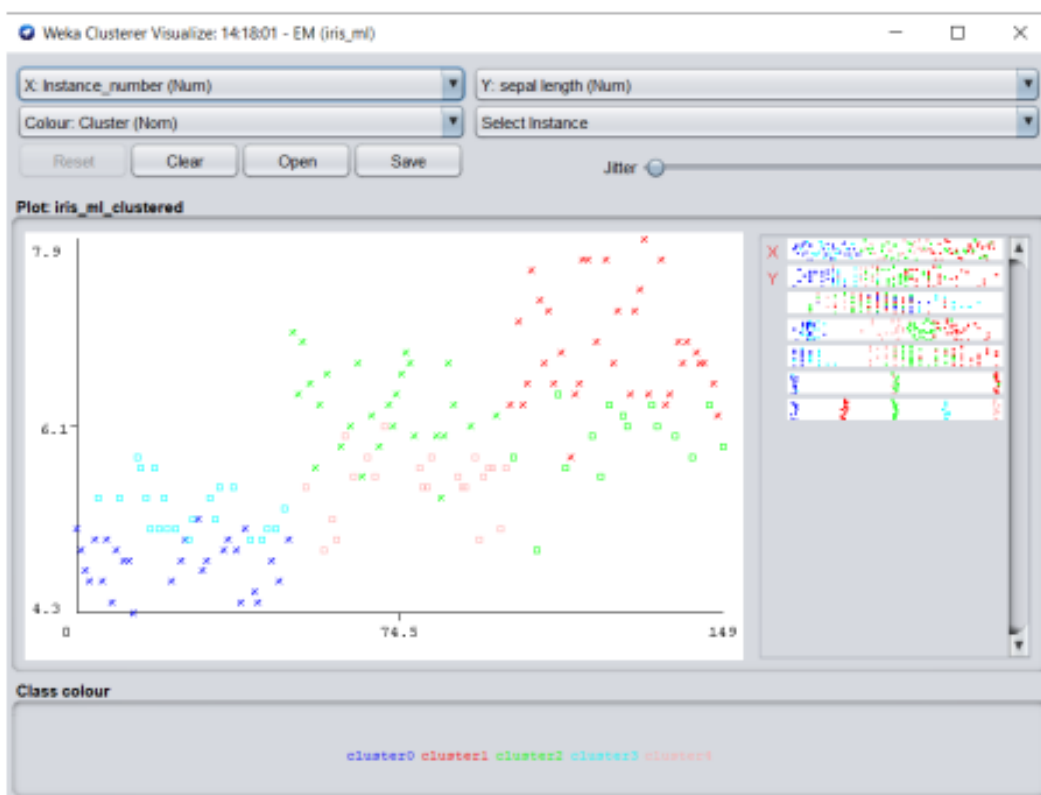 Weka Clusterer Visualize: 14:18:01 - EM (iris_ml)
X: Instance_number (Num) Y: sepal length (Num)
Colour: Cluster (Nom) Select Instance
Reset Clear Open Save Jitter
Plot: iris_ml_clustered
7.9
X
Y
6.1
4.3
0 74.5 149
Class colour
cluster0 cluster1 cluster2 cluster3 cluster4